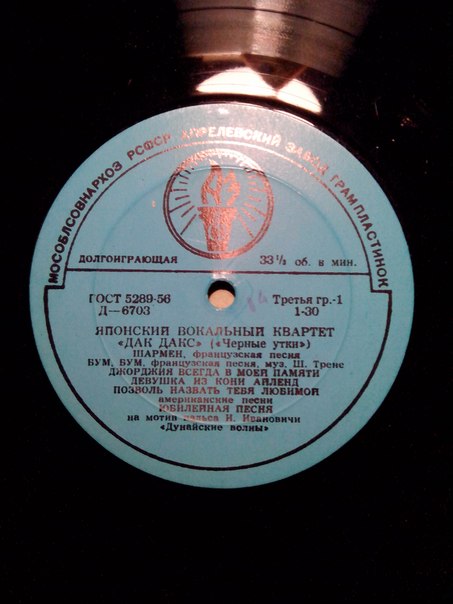 МОСОБЛСОВНАРХОЗ РСФСР АПРЕЛЕВСКИЙ ЗАВОД ГРАМПЛАСТИНОК
ДОЛГОИГРАЮЩАЯ 33⅓ об. в мин.
ГОСТ 5289-56 Третья гр.-1
Д—6703 1-30
ЯПОНСКИЙ ВОКАЛЬНЫЙ КВАРТЕТ
«ДАК ДАКС» («Черные утки»)
ШАРМЕН, французская песня
БУМ, БУМ, французская песня, муз. Ш. Трене
ДЖОРДЖИЯ ВСЕГДА В МОЕЙ ПАМЯТИ
ДЕВУШКА ИЗ КОНИ АЙЛЕНД
ПОЗВОЛЬ НАЗВАТЬ ТЕБЯ ЛЮБИМОЙ
американские песни
ЮБИЛЕЙНАЯ ПЕСНЯ
на мотив вальса И. Ивановичи
«Дунайские волны»